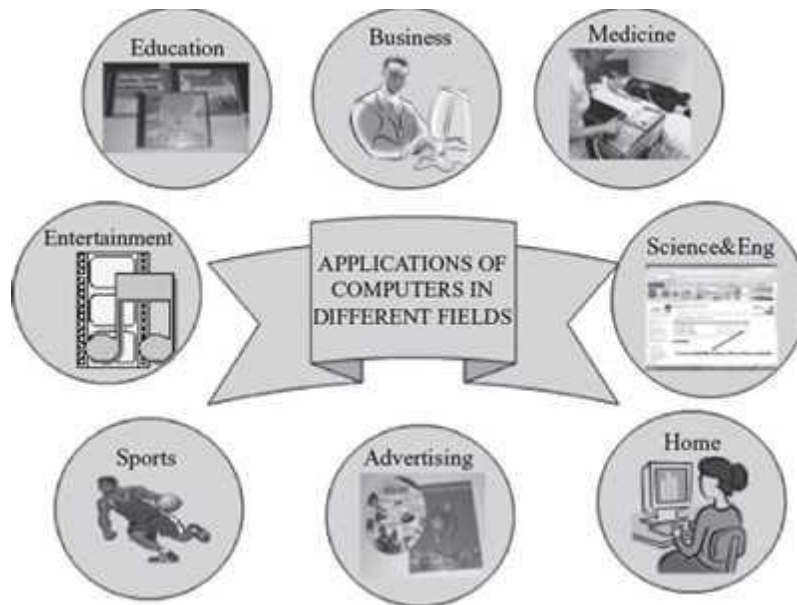 Education
Business
Medicine
Entertainment
APPLICATIONS OF
COMPUTERS IN
DIFFERENT FIELDS
Science&Eng
Sports
Advertising
Home